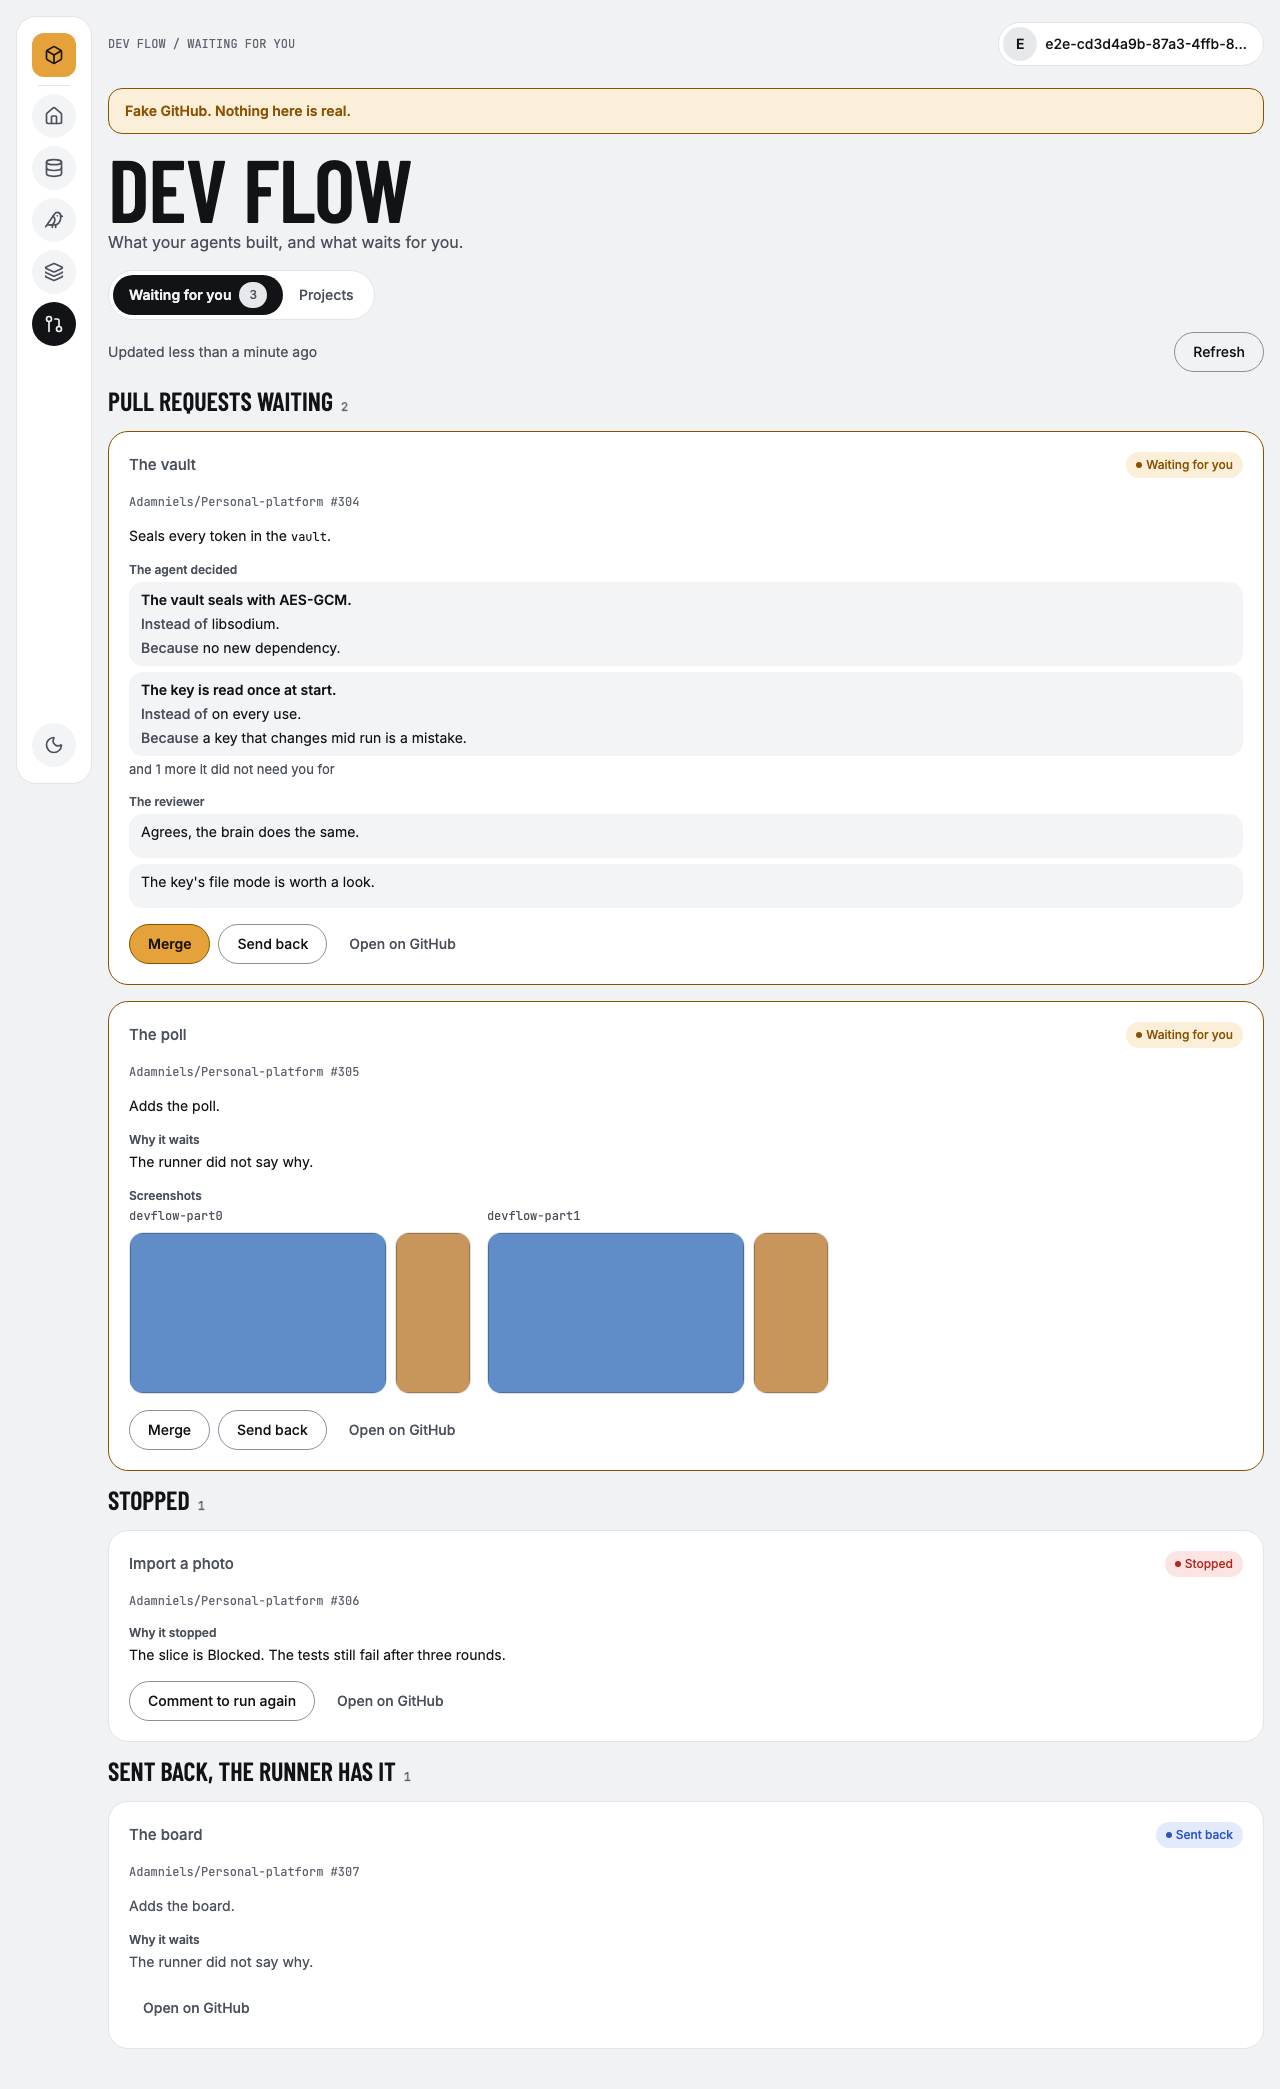 DEV FLOW / WAITING FOR YOU
E e2e-cd3d4a9b-87a3-4ffb-8...
Fake GitHub. Nothing here is real.
DEV FLOW
What your agents built, and what waits for you.
Waiting for you 3 Projects
Updated less than a minute ago Refresh
PULL REQUESTS WAITING 2
The vault Waiting for you
Adamniels/Personal-platform #304
Seals every token in the vault.
The agent decided
The vault seals with AES-GCM.
Instead of libsodium.
Because no new dependency.
The key is read once at start.
Instead of on every use.
Because a key that changes mid run is a mistake.
and 1 more it did not need you for
The reviewer
Agrees, the brain does the same.
The key's file mode is worth a look.
Merge Send back Open on GitHub
The poll Waiting for you
Adamniels/Personal-platform #305
Adds the poll.
Why it waits
The runner did not say why.
Screenshots
devflow-part0 devflow-part1
Merge Send back Open on GitHub
STOPPED 1
Import a photo Stopped
Adamniels/Personal-platform #306
Why it stopped
The slice is Blocked. The tests still fail after three rounds.
Comment to run again Open on GitHub
SENT BACK, THE RUNNER HAS IT 1
The board Sent back
Adamniels/Personal-platform #307
Adds the board.
Why it waits
The runner did not say why.
Open on GitHub